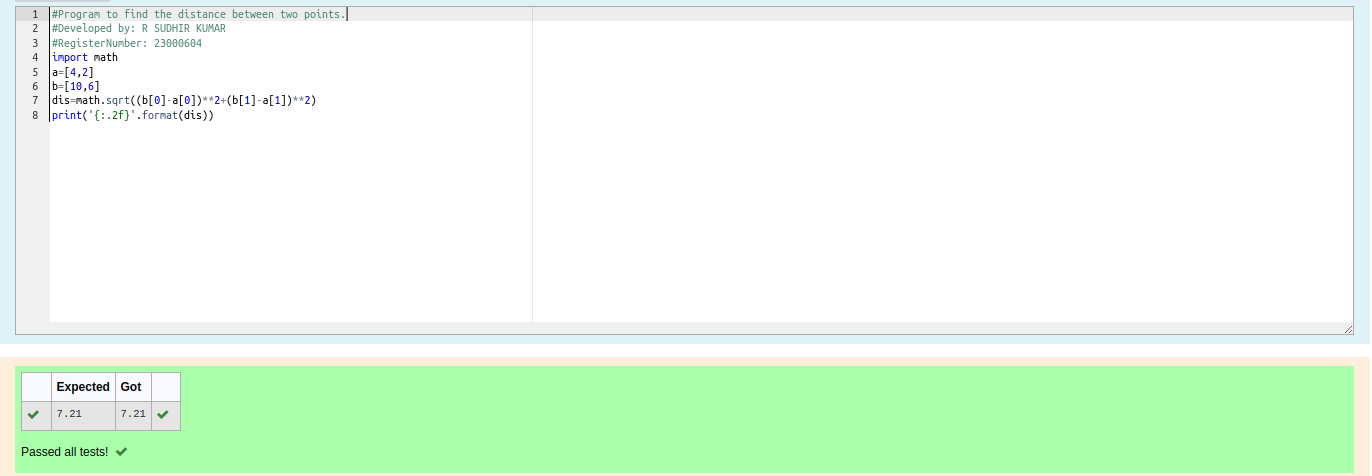 1 #Program to find the distance between two points.
2 #Developed by: R SUDHIR KUMAR
3 #RegisterNumber: 23000604
4 import math
5 a=[4,2]
6 b=[10,6]
7 dis=math.sqrt((b[0]-a[0])**2+(b[1]-a[1])**2)
8 print('{:.2f}'.format(dis))
Expected Got
7.21 7.21
Passed all tests!